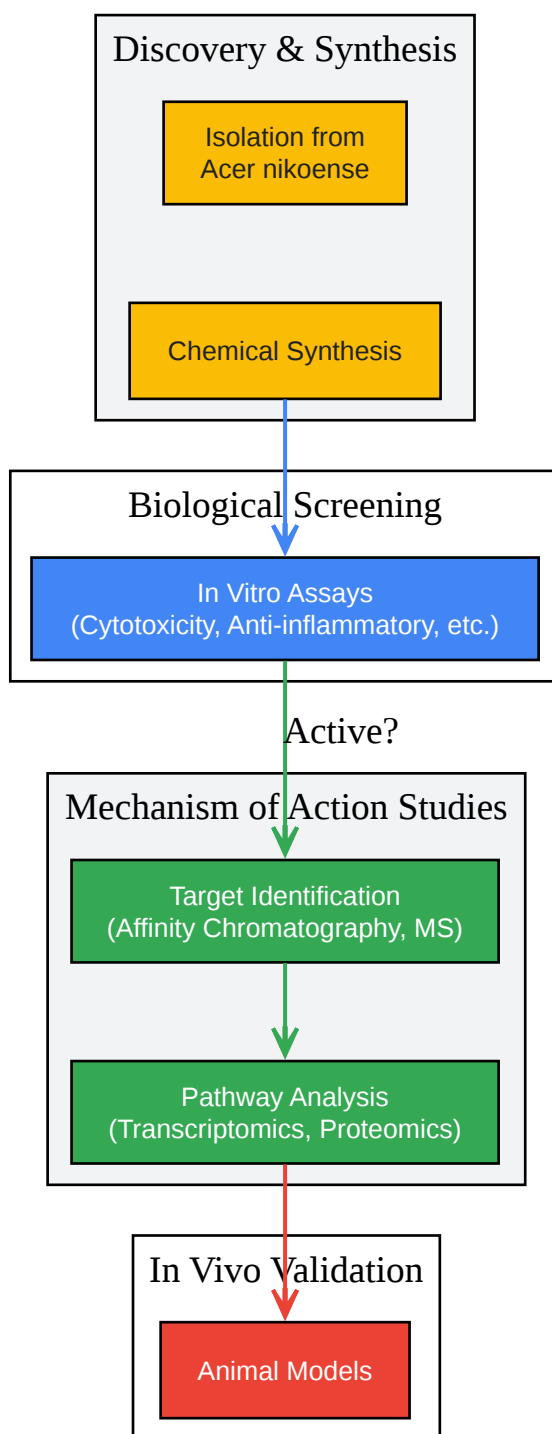 Discovery & Synthesis
Isolation from
Acer nikoense
Chemical Synthesis
Biological Screening
In Vitro Assays
(Cytotoxicity, Anti-inflammatory, etc.)
Active?
Mechanism of Action Studies
Target Identification
(Affinity Chromatography, MS)
Pathway Analysis
(Transcriptomics, Proteomics)
In Vivo Validation
Animal Models